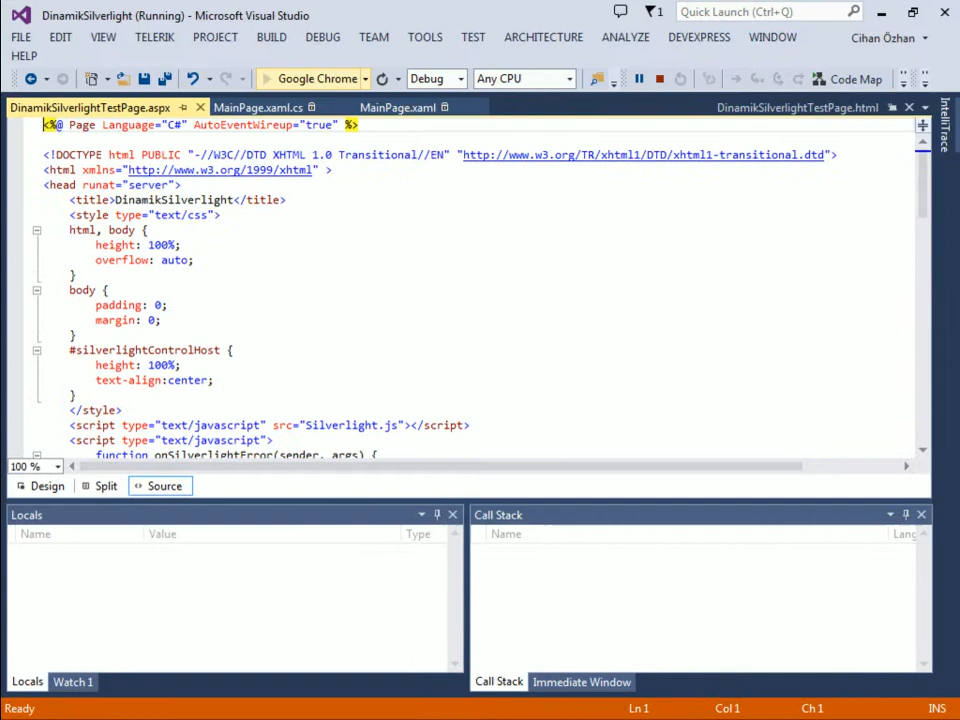 DinamikSilverlight (Running) - Microsoft Visual Studio
1
Quick Launch (Ctrl+Q)
FILE EDIT VIEW TELERIK PROJECT BUILD DEBUG TEAM TOOLS TEST ARCHITECTURE ANALYZE DEVEXPRESS WINDOW
Cihan Özhan
HELP
Google Chrome
Debug
Any CPU
Code Map
DinamikSilverlightTestPage.aspx
MainPage.xaml.cs
MainPage.xaml
DinamikSilverlightTestPage.html
IntelliTrace
<%@ Page Language="C#" AutoEventWireup="true" %>
<!DOCTYPE html PUBLIC "-//W3C//DTD XHTML 1.0 Transitional//EN" "http://www.w3.org/TR/xhtml1/DTD/xhtml1-transitional.dtd">
<html xmlns="http://www.w3.org/1999/xhtml" >
<head runat="server">
<title>DinamikSilverlight</title>
<style type="text/css">
html, body {
height: 100%;
overflow: auto;
}
body {
padding: 0;
margin: 0;
}
#silverlightControlHost {
height: 100%;
text-align:center;
}
</style>
<script type="text/javascript" src="Silverlight.js"></script>
<script type="text/javascript">
function onSilverlightError(sender, args) {
100 %
Design
Split
Source
Locals
Name Value Type
Call Stack
Name Lang
Locals
Watch 1
Call Stack
Immediate Window
Ready
Ln 1
Col 1
Ch 1
INS